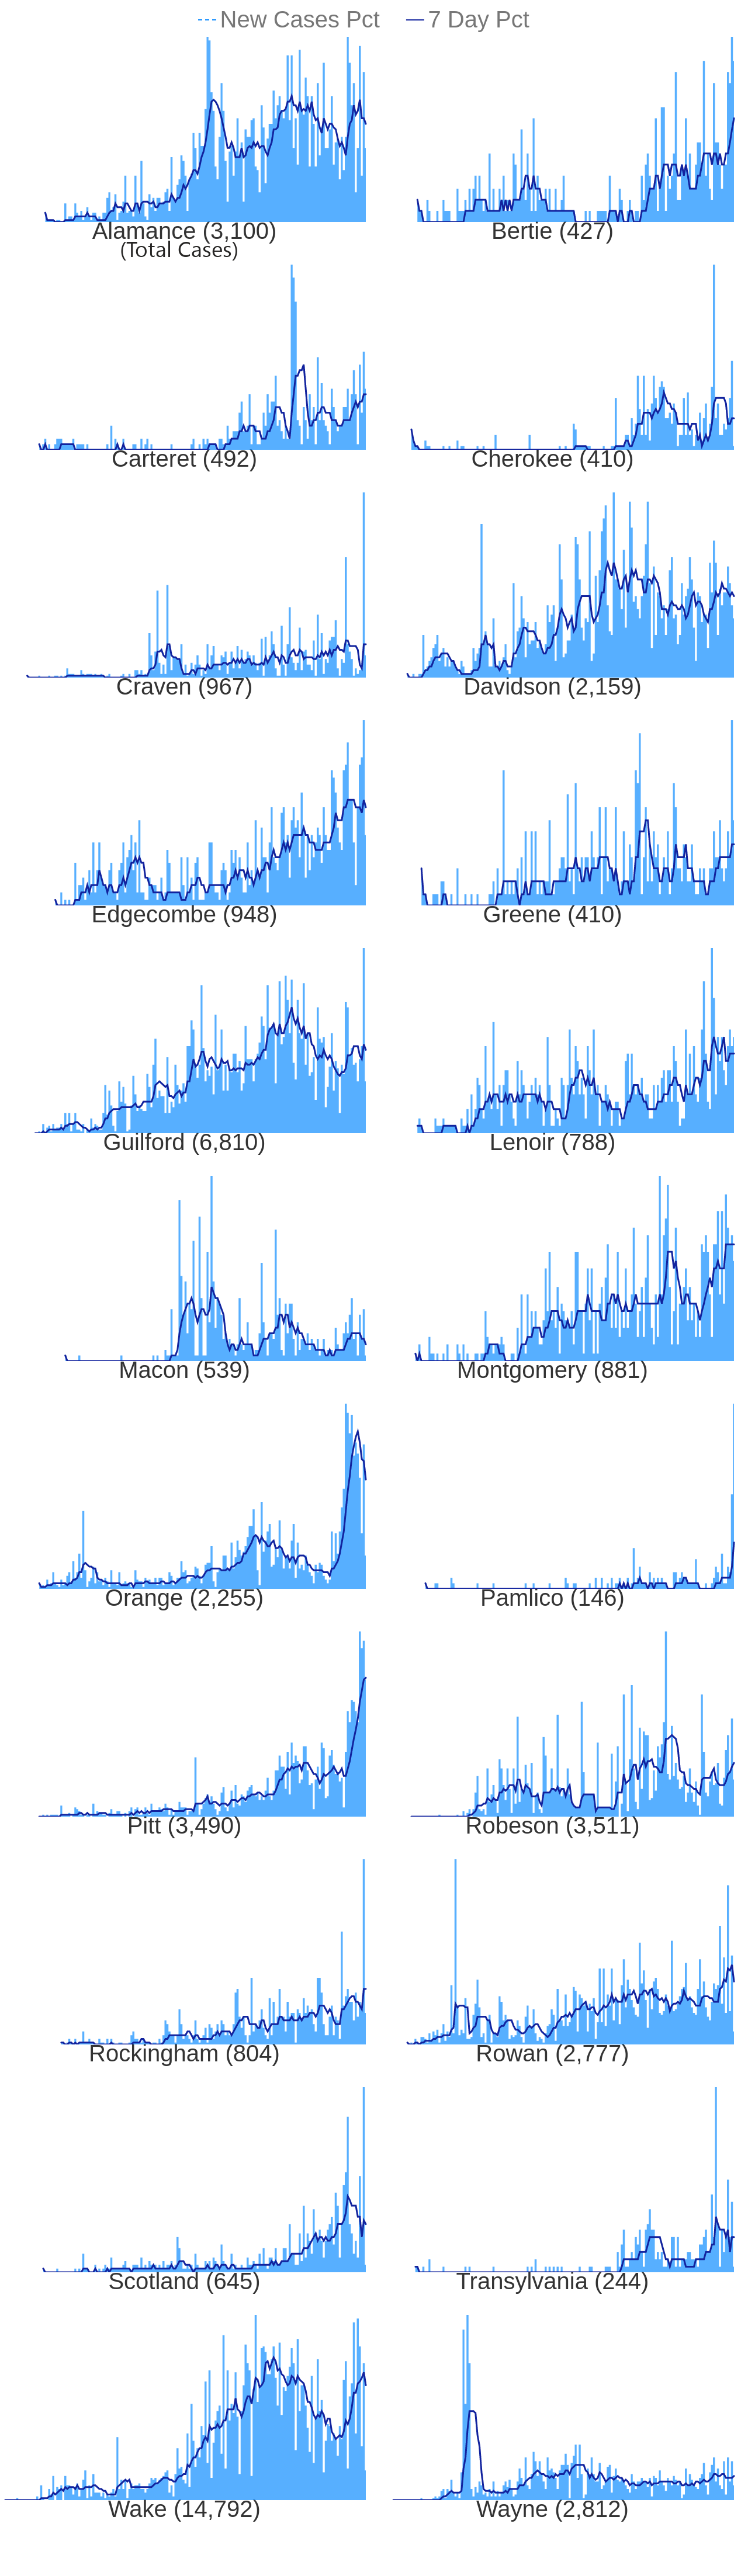 New Cases Pct 7 Day Pct
Alamance (3,100) Bertie (427)
(Total Cases)
Carteret (492) Cherokee (410)
Craven (967) Davidson (2,159)
Edgecombe (948) Greene (410)
Guilford (6,810) Lenoir (788)
Macon (539) Montgomery (881)
Orange (2,255) Pamlico (146)
Pitt (3,490) Robeson (3,511)
Rockingham (804) Rowan (2,777)
Scotland (645) Transylvania (244)
Wake (14,792) Wayne (2,812)